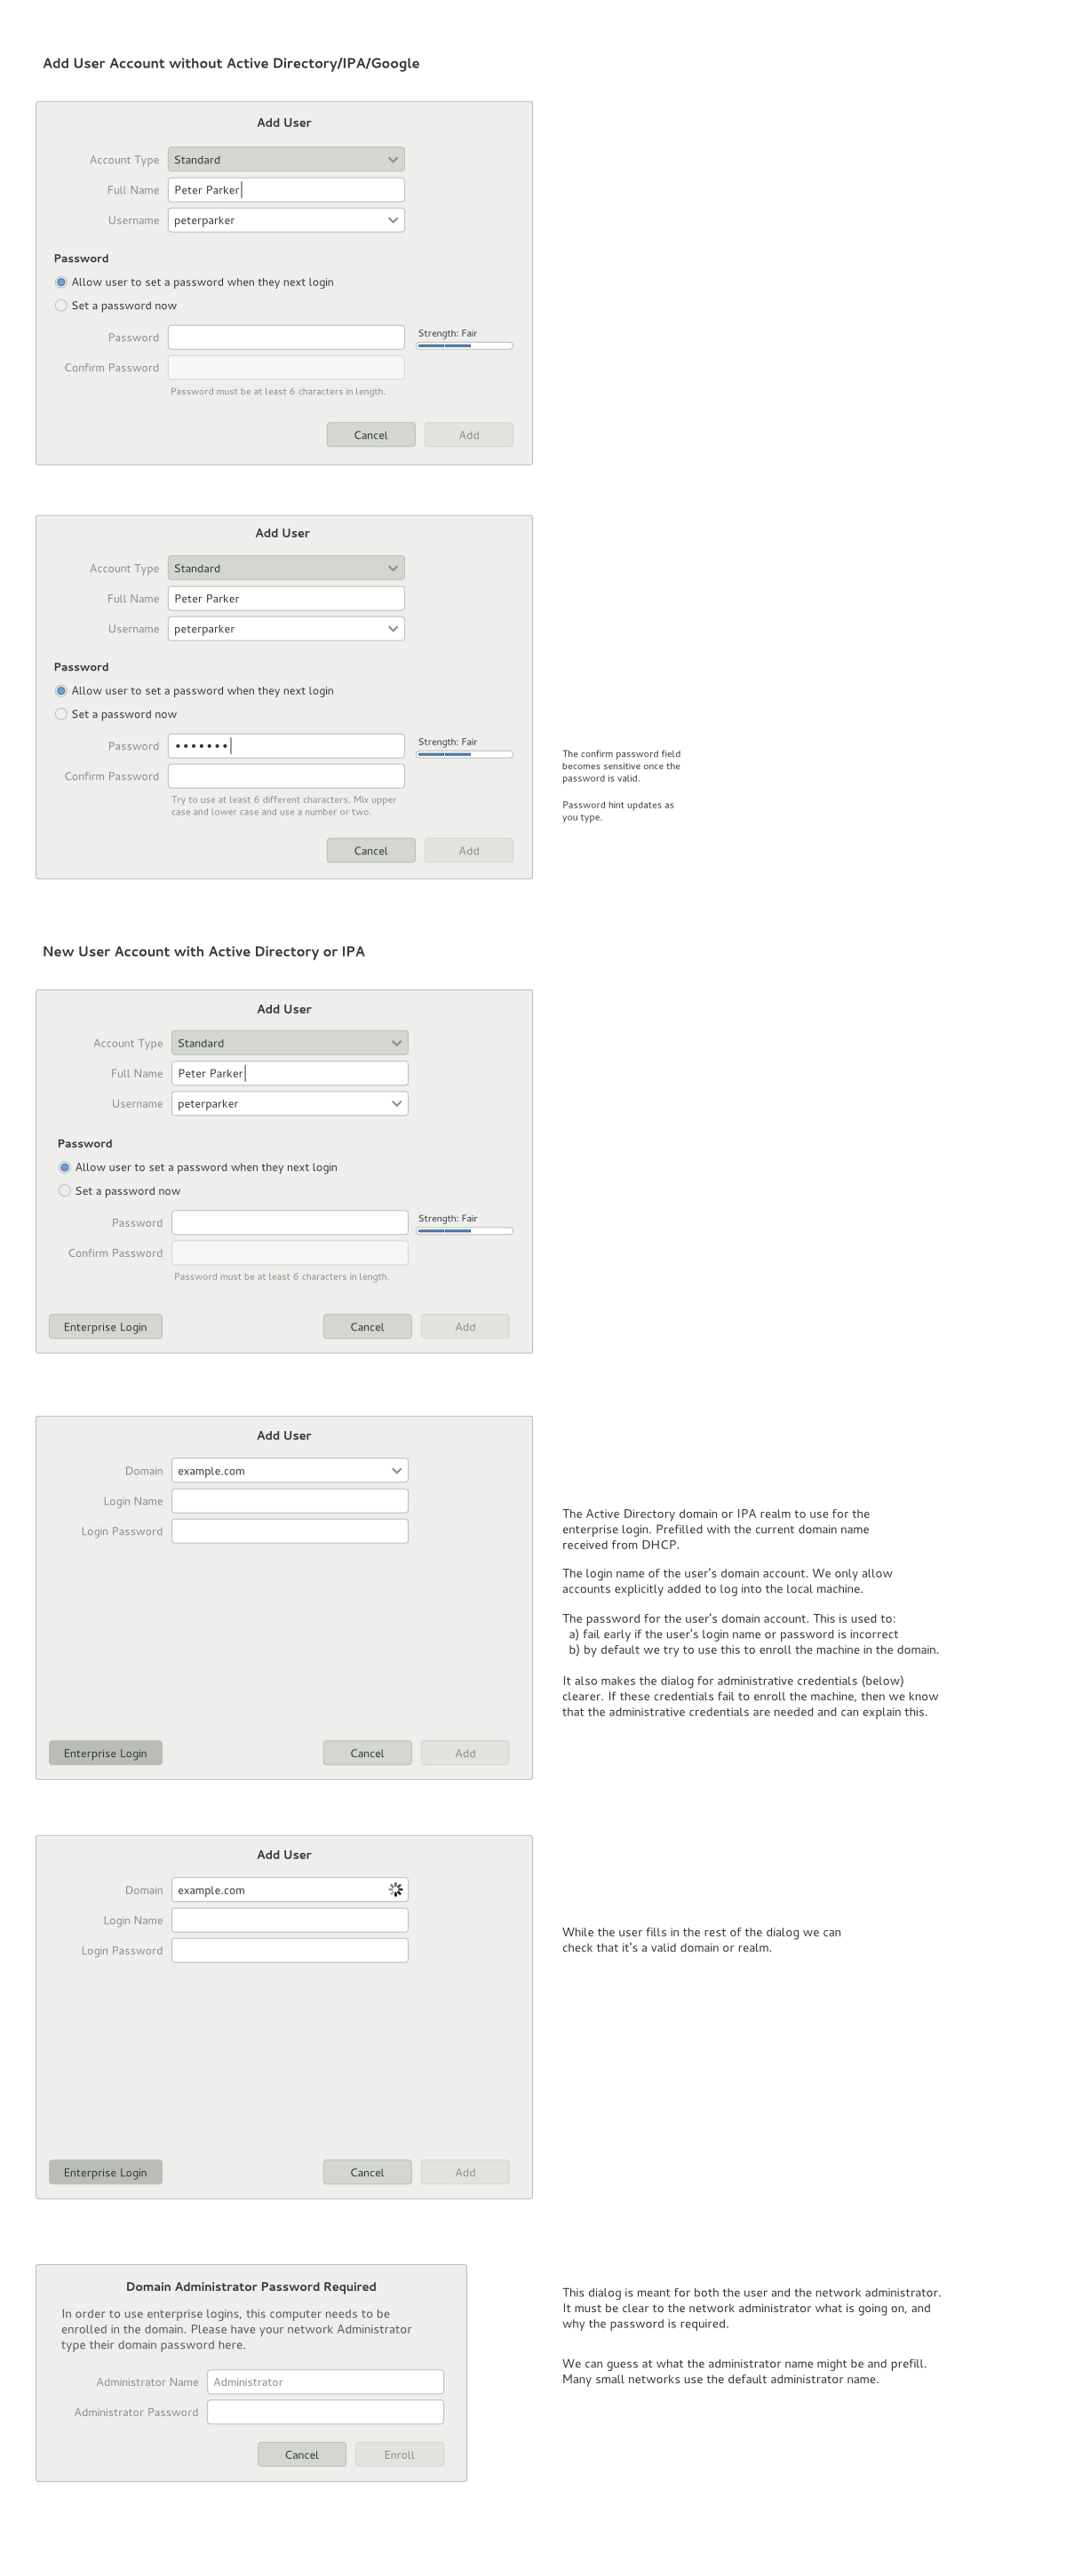 Add User Account without Active Directory/IPA/Google
Add User
Account Type Standard
Full Name Peter Parker
Username peterparker
Password
Allow user to set a password when they next login
Set a password now
Password Strength: Fair
Confirm Password
Password must be at least 6 characters in length.
Cancel Add
Add User
Account Type Standard
Full Name Peter Parker
Username peterparker
Password
Allow user to set a password when they next login
Set a password now
Password ••••••• Strength: Fair
Confirm Password
Try to use at least 6 different characters. Mix upper
case and lower case and use a number or two.
Cancel Add
The confirm password field
becomes sensitive once the
password is valid.
Password hint updates as
you type.
New User Account with Active Directory or IPA
Add User
Account Type Standard
Full Name Peter Parker
Username peterparker
Password
Allow user to set a password when they next login
Set a password now
Password Strength: Fair
Confirm Password
Password must be at least 6 characters in length.
Enterprise Login Cancel Add
Add User
Domain example.com
Login Name
Login Password
Enterprise Login Cancel Add
The Active Directory domain or IPA realm to use for the
enterprise login. Prefilled with the current domain name
received from DHCP.
The login name of the user's domain account. We only allow
accounts explicitly added to log into the local machine.
The password for the user's domain account. This is used to:
a) fail early if the user's login name or password is incorrect
b) by default we try to use this to enroll the machine in the domain.
It also makes the dialog for administrative credentials (below)
clearer. If these credentials fail to enroll the machine, then we know
that the administrative credentials are needed and can explain this.
Add User
Domain example.com
Login Name
Login Password
Enterprise Login Cancel Add
While the user fills in the rest of the dialog we can
check that it's a valid domain or realm.
Domain Administrator Password Required
In order to use enterprise logins, this computer needs to be
enrolled in the domain. Please have your network Administrator
type their domain password here.
Administrator Name Administrator
Administrator Password
Cancel Enroll
This dialog is meant for both the user and the network administrator.
It must be clear to the network administrator what is going on, and
why the password is required.
We can guess at what the administrator name might be and prefill.
Many small networks use the default administrator name.